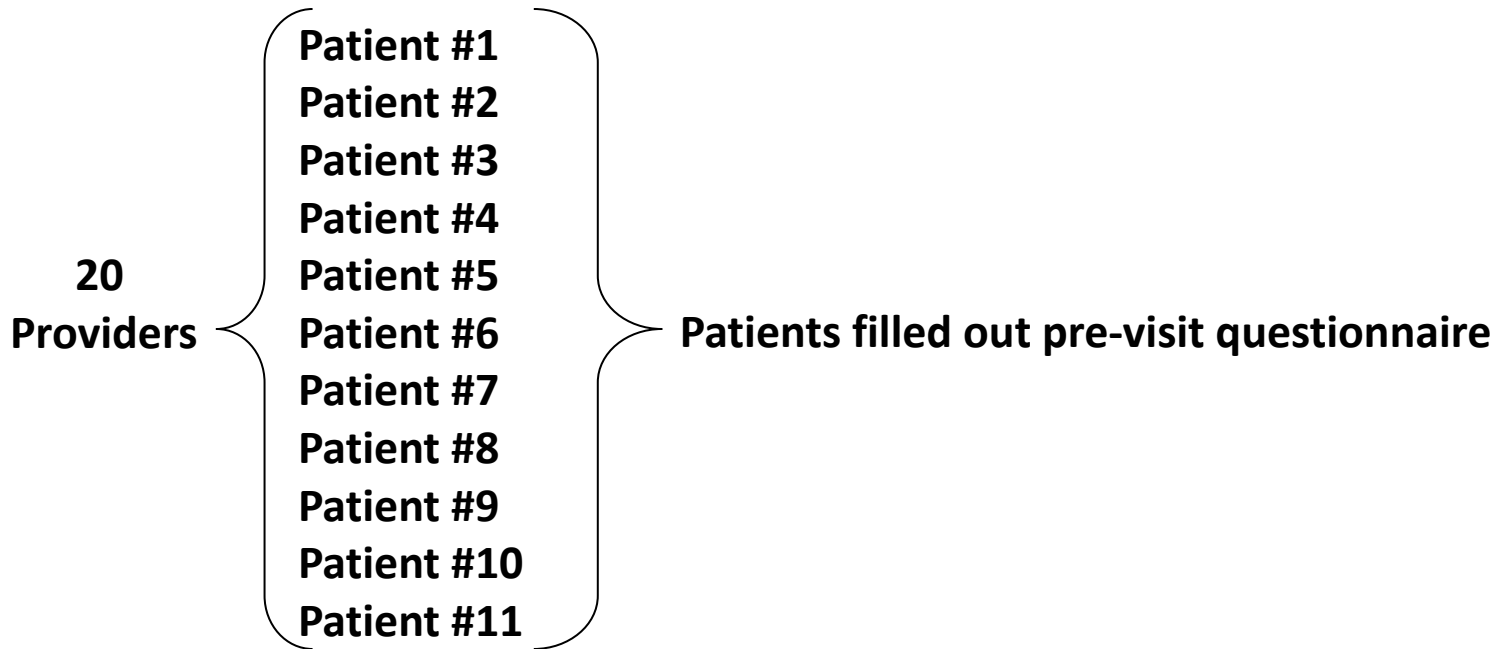 20
Providers
Patient #1
Patient #2
Patient #3
Patient #4
Patient #5
Patient #6
Patient #7
Patient #8
Patient #9
Patient #10
Patient #11
Patients filled out pre-visit questionnaire